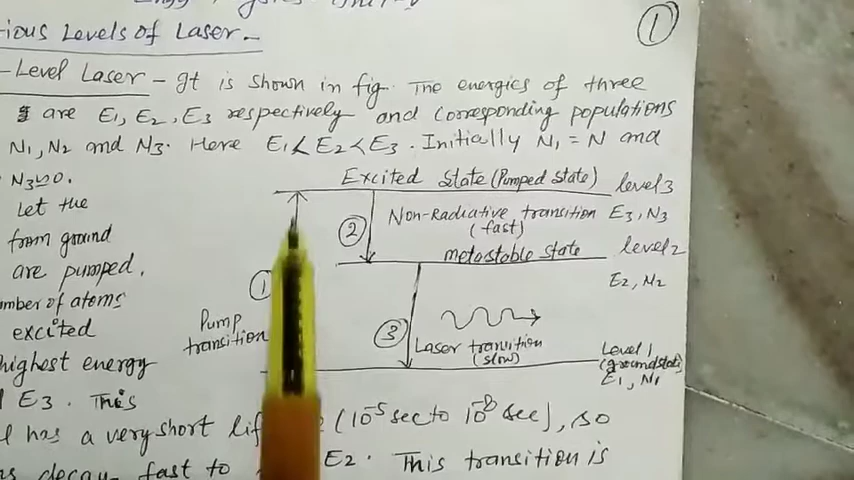 1
ious Levels of Laser -
-Level Laser - It is shown in fig. The energies of three
are E1, E2, E3 respectively and corresponding populations
N1, N2 and N3. Here E1 < E2 < E3. Initially N1 = N and
N3 ≃ 0.
Excited State (Pumped State) level 3
Let the
Non-Radiative transition E3, N3
(fast)
2
from ground
metastable state level 2
are pumped.
E2, N2
1
mber of atoms
excited
Pump
transition
3
Laser transition
(slow)
Level 1
(ground state)
E1, N1
highest energy
E3. This
has a very short (10-5 sec to 10-8 sec), so
decay fast to E2. This transition is